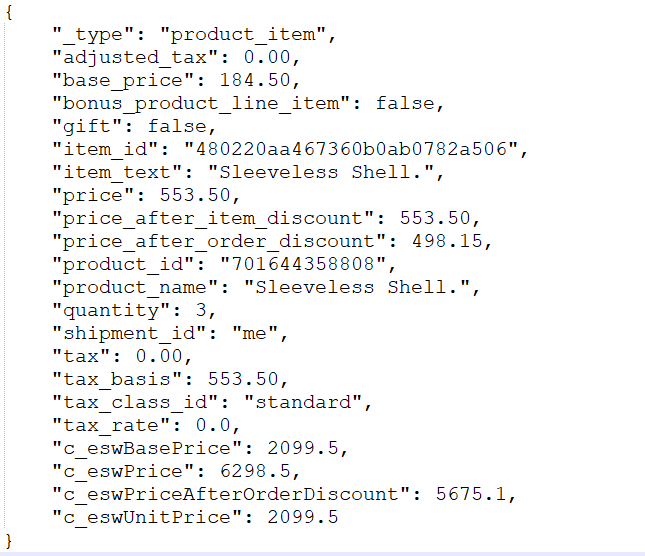 {
"_type": "product_item",
"adjusted_tax": 0.00,
"base_price": 184.50,
"bonus_product_line_item": false,
"gift": false,
"item_id": "480220aa467360b0ab0782a506",
"item_text": "Sleeveless Shell.",
"price": 553.50,
"price_after_item_discount": 553.50,
"price_after_order_discount": 498.15,
"product_id": "701644358808",
"product_name": "Sleeveless Shell.",
"quantity": 3,
"shipment_id": "me",
"tax": 0.00,
"tax_basis": 553.50,
"tax_class_id": "standard",
"tax_rate": 0.0,
"c_eswBasePrice": 2099.5,
"c_eswPrice": 6298.5,
"c_eswPriceAfterOrderDiscount": 5675.1,
"c_eswUnitPrice": 2099.5
}